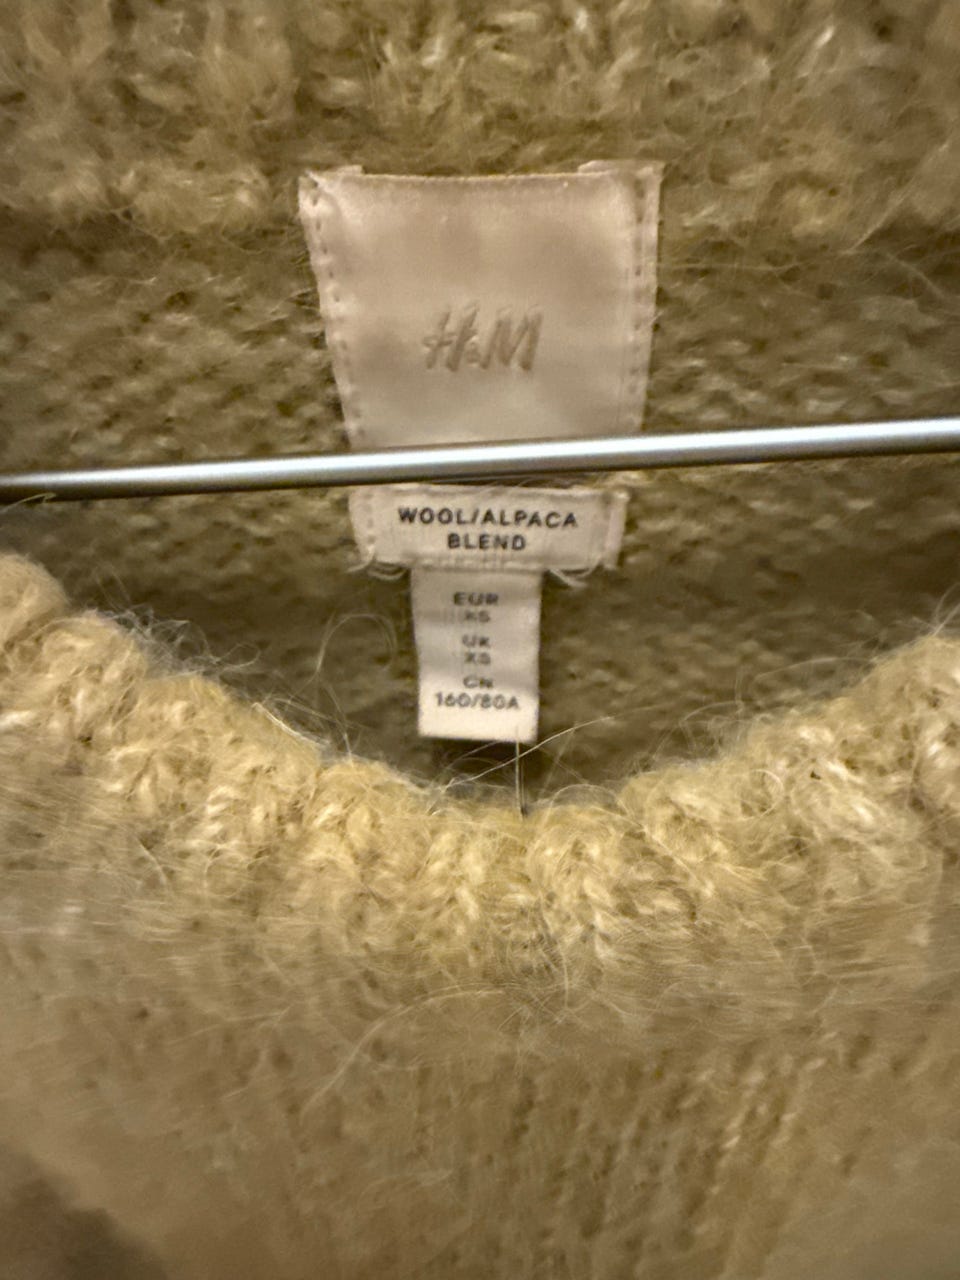 H&M
WOOL/ALPACA
BLEND
EUR
XS
UK
XS
CN
160/80A